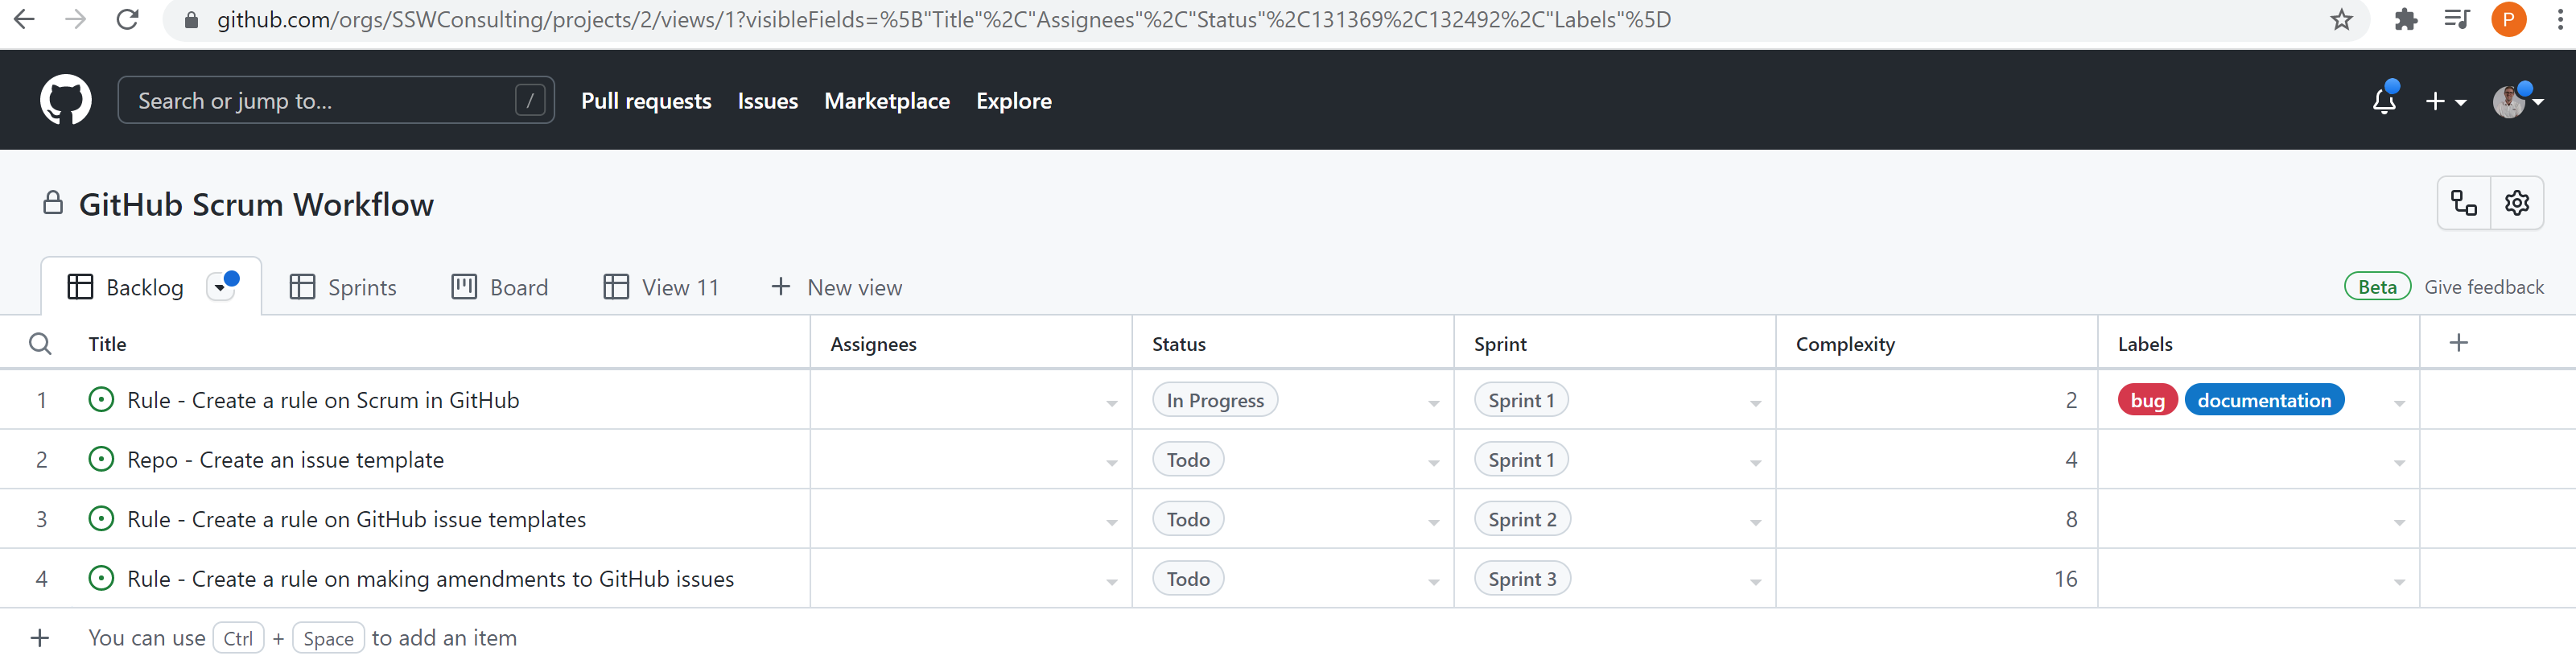 github.com/orgs/SSWConsulting/projects/2/views/1?visibleFields=%5B"Title"%2C"Assignees"%2C"Status"%2C131369%2C132492%2C"Labels"%5D P
Search or jump to... / Pull requests Issues Marketplace Explore
GitHub Scrum Workflow
Backlog Sprints Board View 11 New view Beta Give feedback
Title Assignees Status Sprint Complexity Labels
1 Rule - Create a rule on Scrum in GitHub In Progress Sprint 1 2 bug documentation
2 Repo - Create an issue template Todo Sprint 1 4
3 Rule - Create a rule on GitHub issue templates Todo Sprint 2 8
4 Rule - Create a rule on making amendments to GitHub issues Todo Sprint 3 16
+ You can use Ctrl + Space to add an item